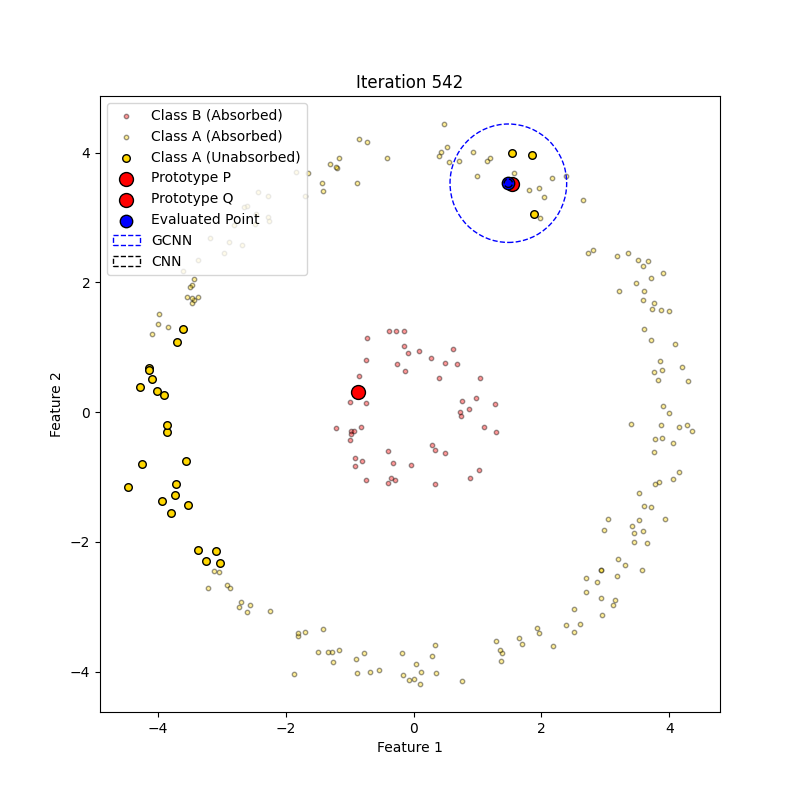 Iteration 542
Class B (Absorbed)
Class A (Absorbed)
Class A (Unabsorbed)
Prototype P
Prototype Q
Evaluated Point
GCNN
CNN
4
2
0
−2
−4
Feature 2
−4
−2
0
2
4
Feature 1